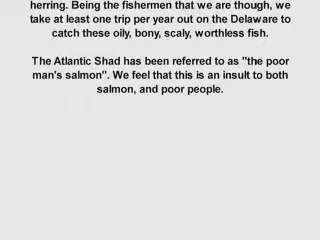 herring. Being the fishermen that we are though, we
take at least one trip per year out on the Delaware to
catch these oily, bony, scaly, worthless fish.
The Atlantic Shad has been referred to as "the poor
man's salmon". We feel that this is an insult to both
salmon, and poor people.